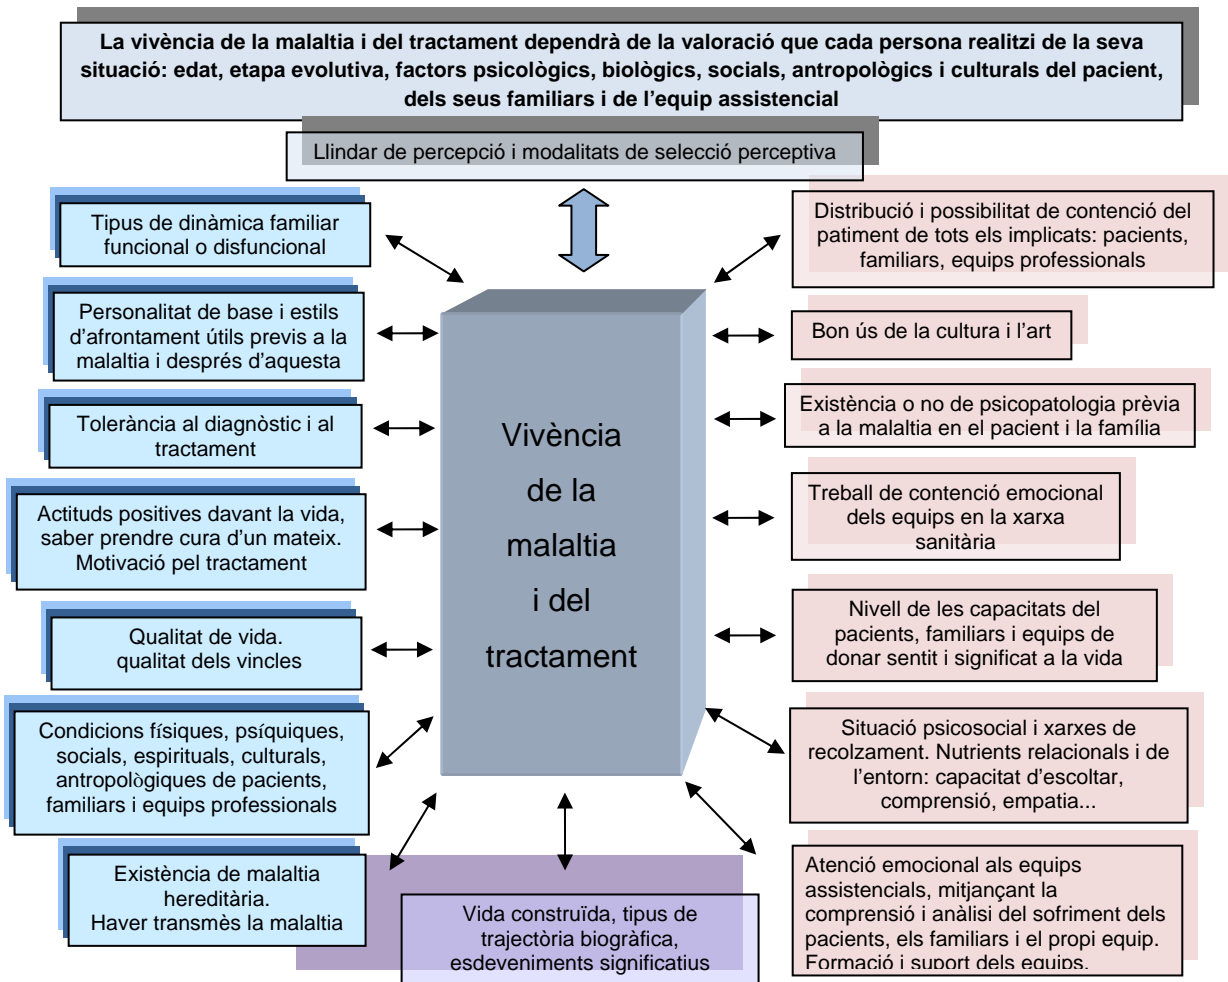 La vivència de la malaltia i del tractament dependrà de la valoració que cada persona realitzi de la seva
situació: edat, etapa evolutiva, factors psicològics, biològics, socials, antropològics i culturals del pacient,
dels seus familiars i de l'equip assistencial
Llindar de percepció i modalitats de selecció perceptiva
Tipus de dinàmica familiar
funcional o disfuncional
Personalitat de base i estils
d'afrontament útils previs a la
malaltia i després d'aquesta
Tolerància al diagnòstic i al
tractament
Actituds positives davant la vida,
saber prendre cura d'un mateix.
Motivació pel tractament
Qualitat de vida.
qualitat dels vincles
Condicions físiques, psíquiques,
socials, espirituals, culturals,
antropològiques de pacients,
familiars i equips professionals
Existència de malaltia
hereditària.
Haver transmès la malaltia
Vivència
de la
malaltia
i del
tractament
Vida construïda, tipus de
trajectòria biogràfica,
esdeveniments significatius
Distribució i possibilitat de contenció del
patiment de tots els implicats: pacients,
familiars, equips professionals
Bon ús de la cultura i l'art
Existència o no de psicopatologia prèvia
a la malaltia en el pacient i la família
Treball de contenció emocional
dels equips en la xarxa
sanitària
Nivell de les capacitats del
pacients, familiars i equips de
donar sentit i significat a la vida
Situació psicosocial i xarxes de
recolzament. Nutrients relacionals i de
l'entorn: capacitat d'escoltar,
comprensió, empatia...
Atenció emocional als equips
assistencials, mitjançant la
comprensió i anàlisi del sofriment dels
pacients, els familiars i el propi equip.
Formació i suport dels equips.